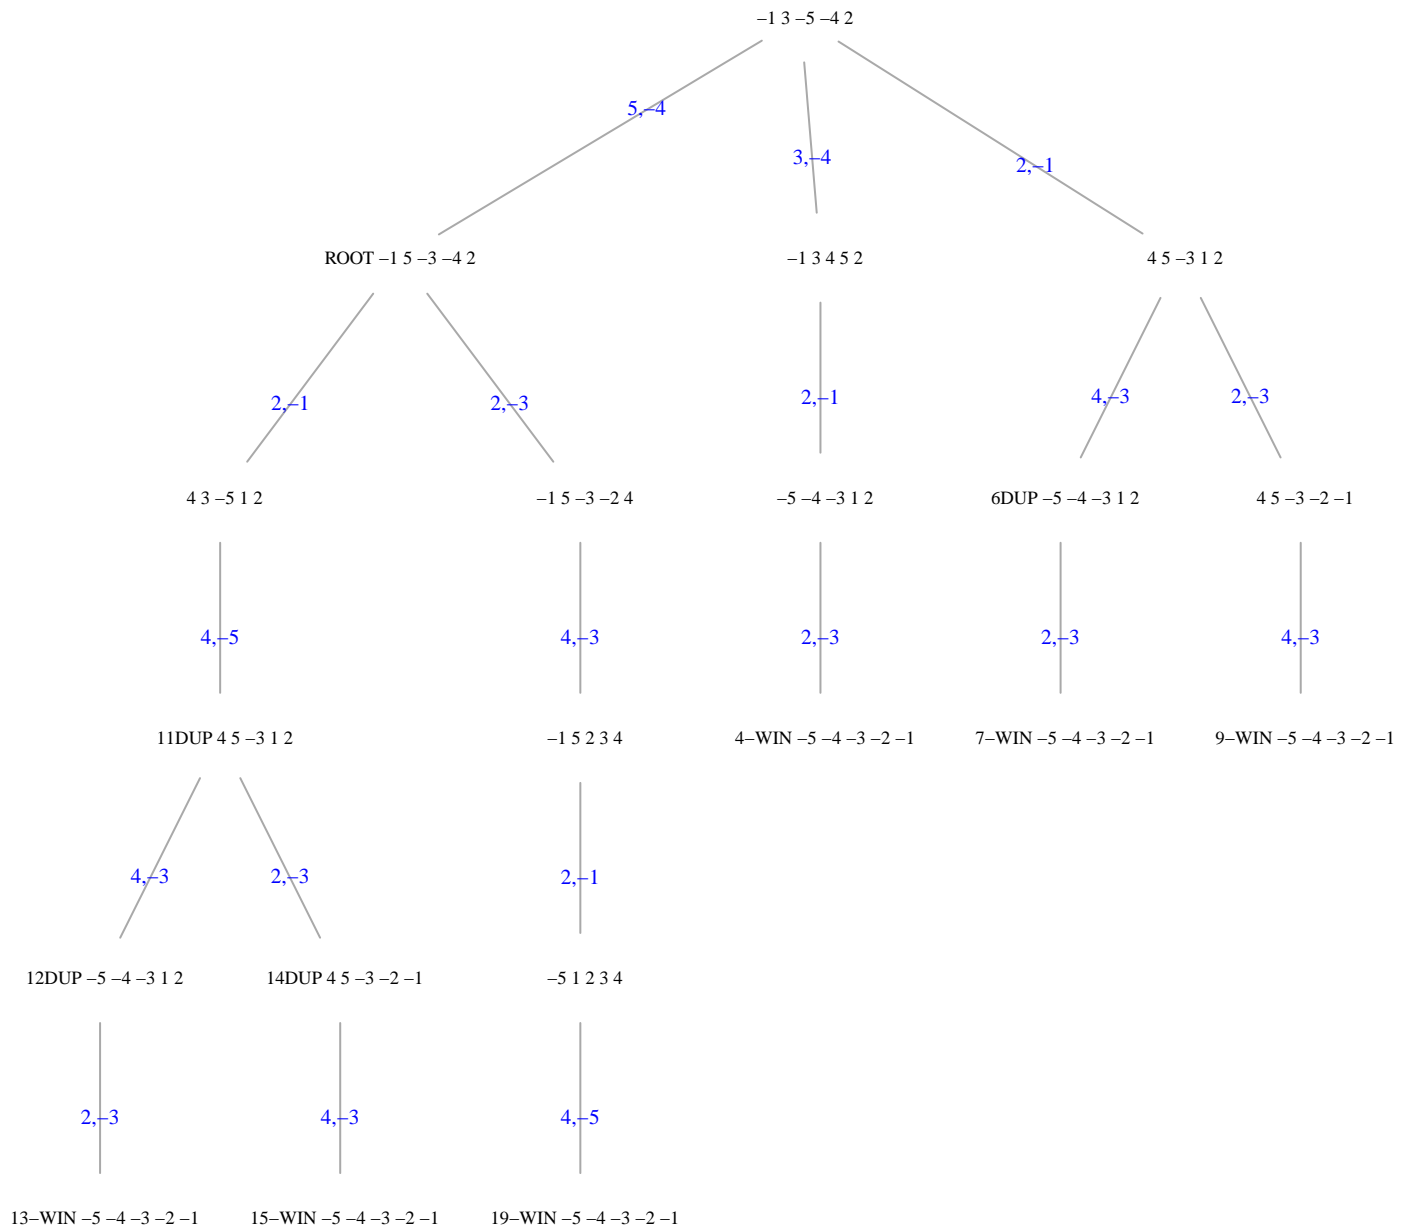 –1 3 –5 –4 2
5,–4
3,–4
2,–1
ROOT –1 5 –3 –4 2
–1 3 4 5 2
4 5 –3 1 2
2,–1
2,–3
2,–1
4,–3
2,–3
4 3 –5 1 2
–1 5 –3 –2 4
–5 –4 –3 1 2
6DUP –5 –4 –3 1 2
4 5 –3 –2 –1
4,–5
4,–3
2,–3
2,–3
4,–3
11DUP 4 5 –3 1 2
–1 5 2 3 4
4–WIN –5 –4 –3 –2 –1
7–WIN –5 –4 –3 –2 –1
9–WIN –5 –4 –3 –2 –1
4,–3
2,–3
2,–1
12DUP –5 –4 –3 1 2
14DUP 4 5 –3 –2 –1
–5 1 2 3 4
2,–3
4,–3
4,–5
13–WIN –5 –4 –3 –2 –1
15–WIN –5 –4 –3 –2 –1
19–WIN –5 –4 –3 –2 –1